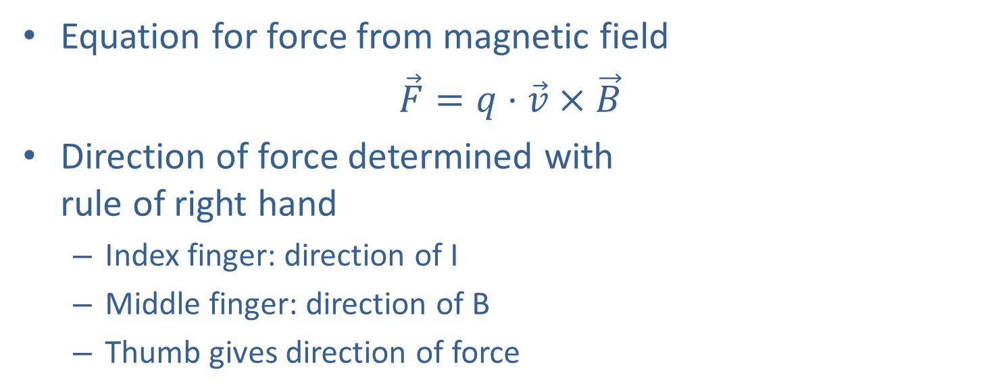 • Equation for force from magnetic field
$\vec{F} = q \cdot \vec{v} \times \vec{B}$
• Direction of force determined with
rule of right hand
– Index finger: direction of I
– Middle finger: direction of B
– Thumb gives direction of force